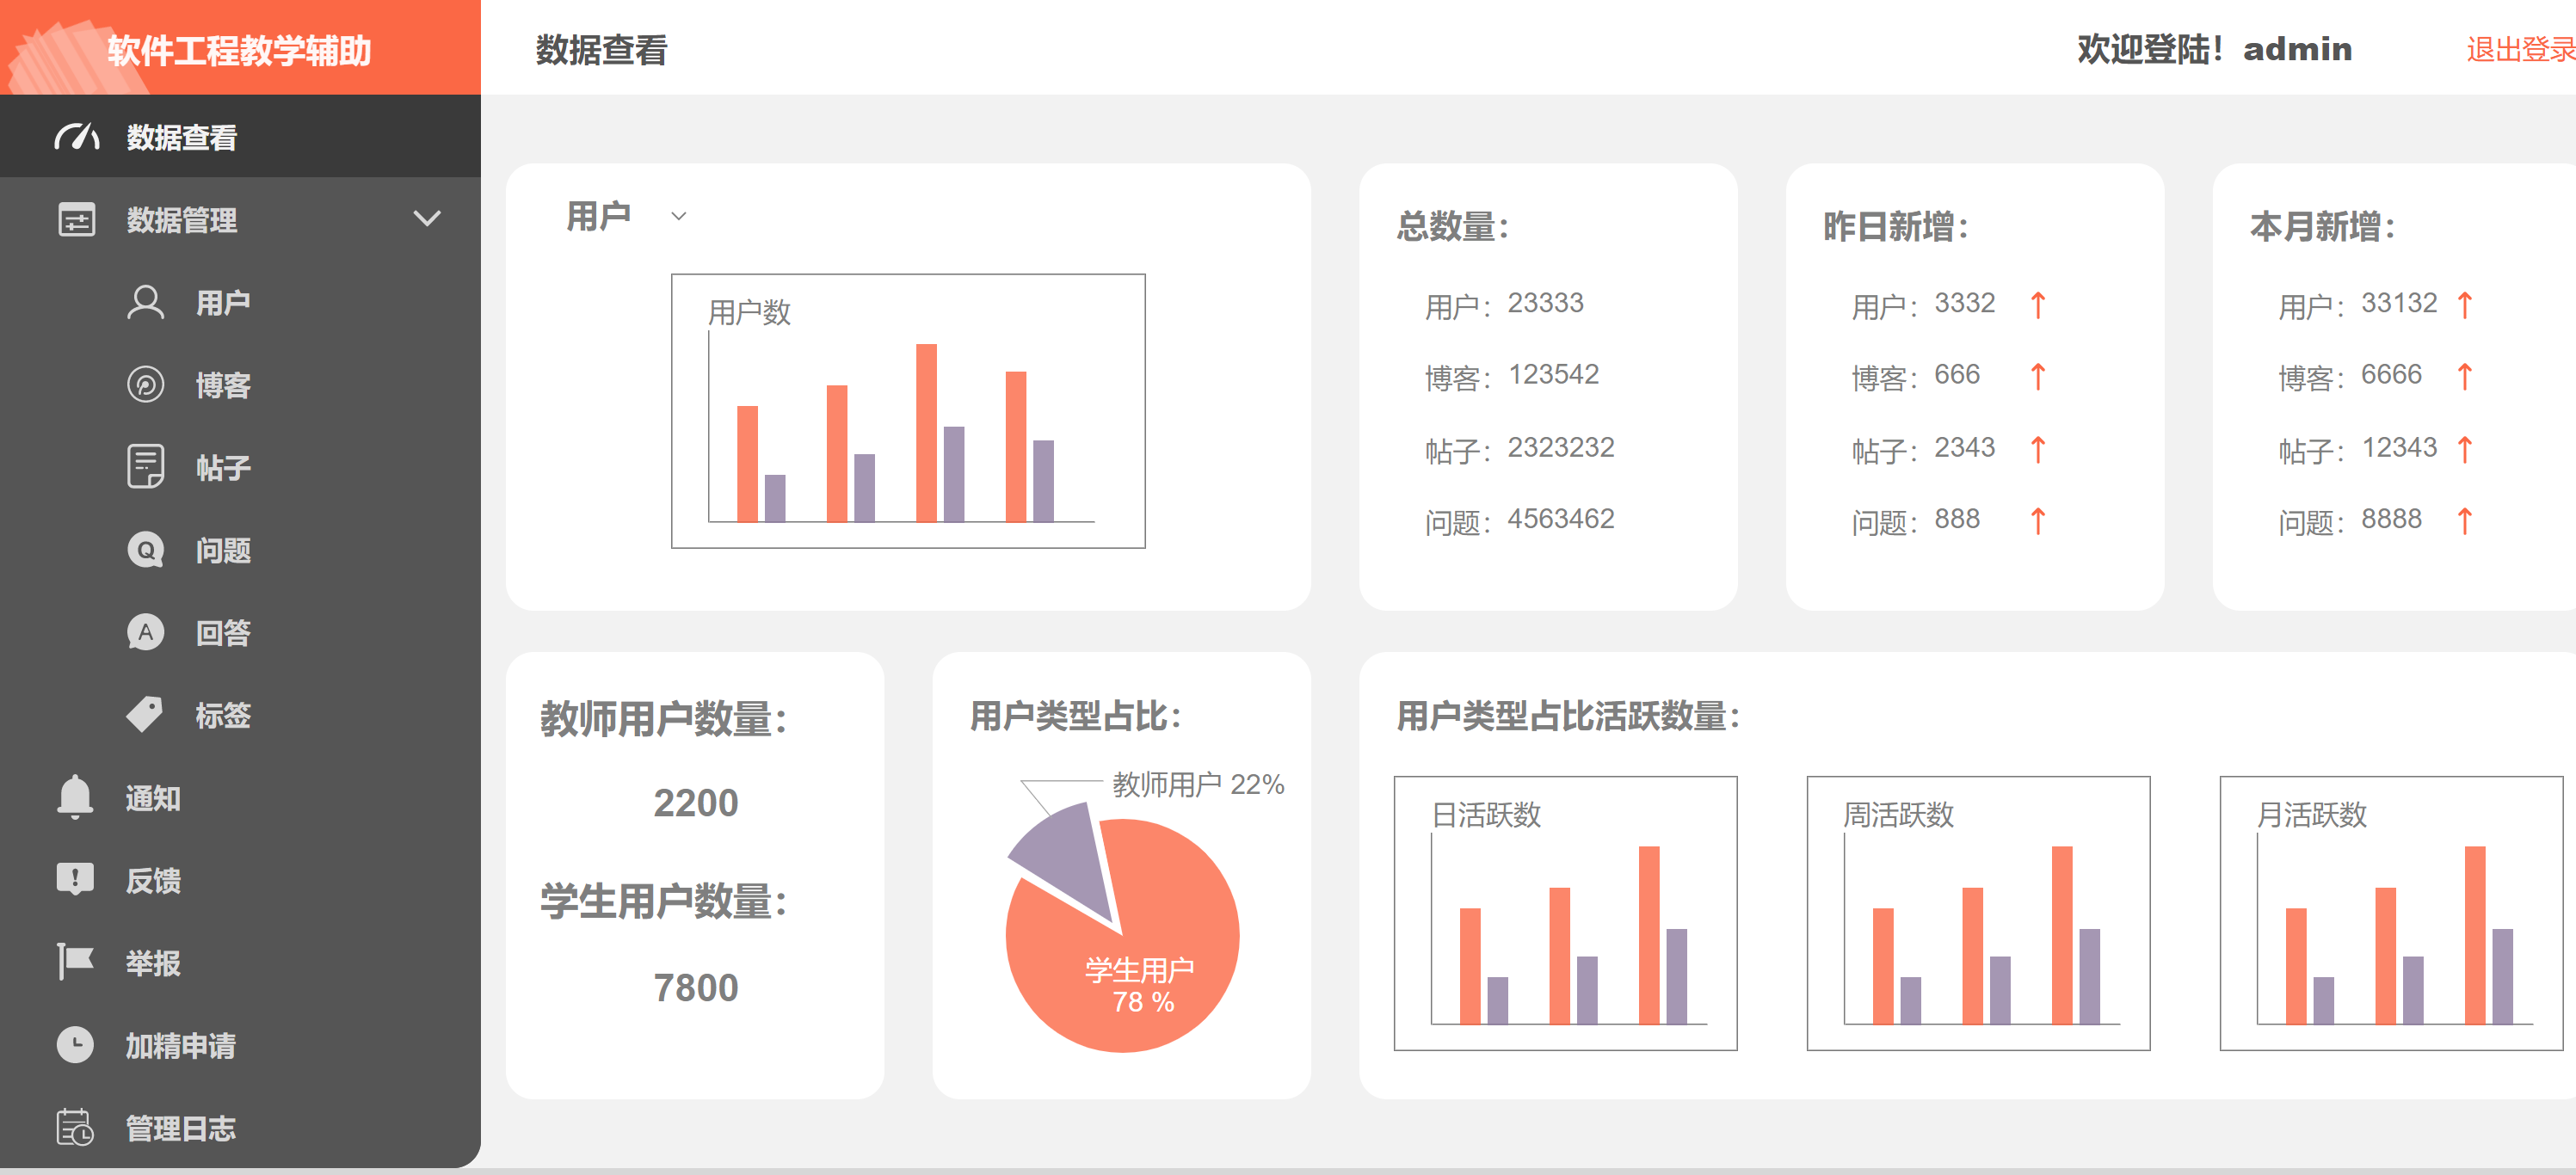 软件工程教学辅助
数据查看
欢迎登陆！admin
退出登录
数据查看
数据管理
用户
博客
帖子
Q 问题
A 回答
标签
通知
反馈
举报
加精申请
管理日志
用户
用户数
总数量：
用户：23333
博客：123542
帖子：2323232
问题：4563462
昨日新增：
用户：3332 ↑
博客：666 ↑
帖子：2343 ↑
问题：888 ↑
本月新增：
用户：33132 ↑
博客：6666 ↑
帖子：12343 ↑
问题：8888 ↑
教师用户数量：
2200
学生用户数量：
7800
用户类型占比：
教师用户 22%
学生用户
78 %
用户类型占比活跃数量：
日活跃数
周活跃数
月活跃数